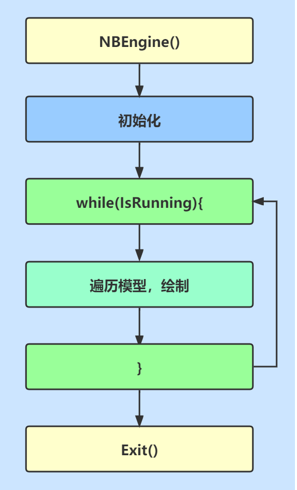 NBEngine()
初始化
while(IsRunning){
遍历模型，绘制
}
Exit()